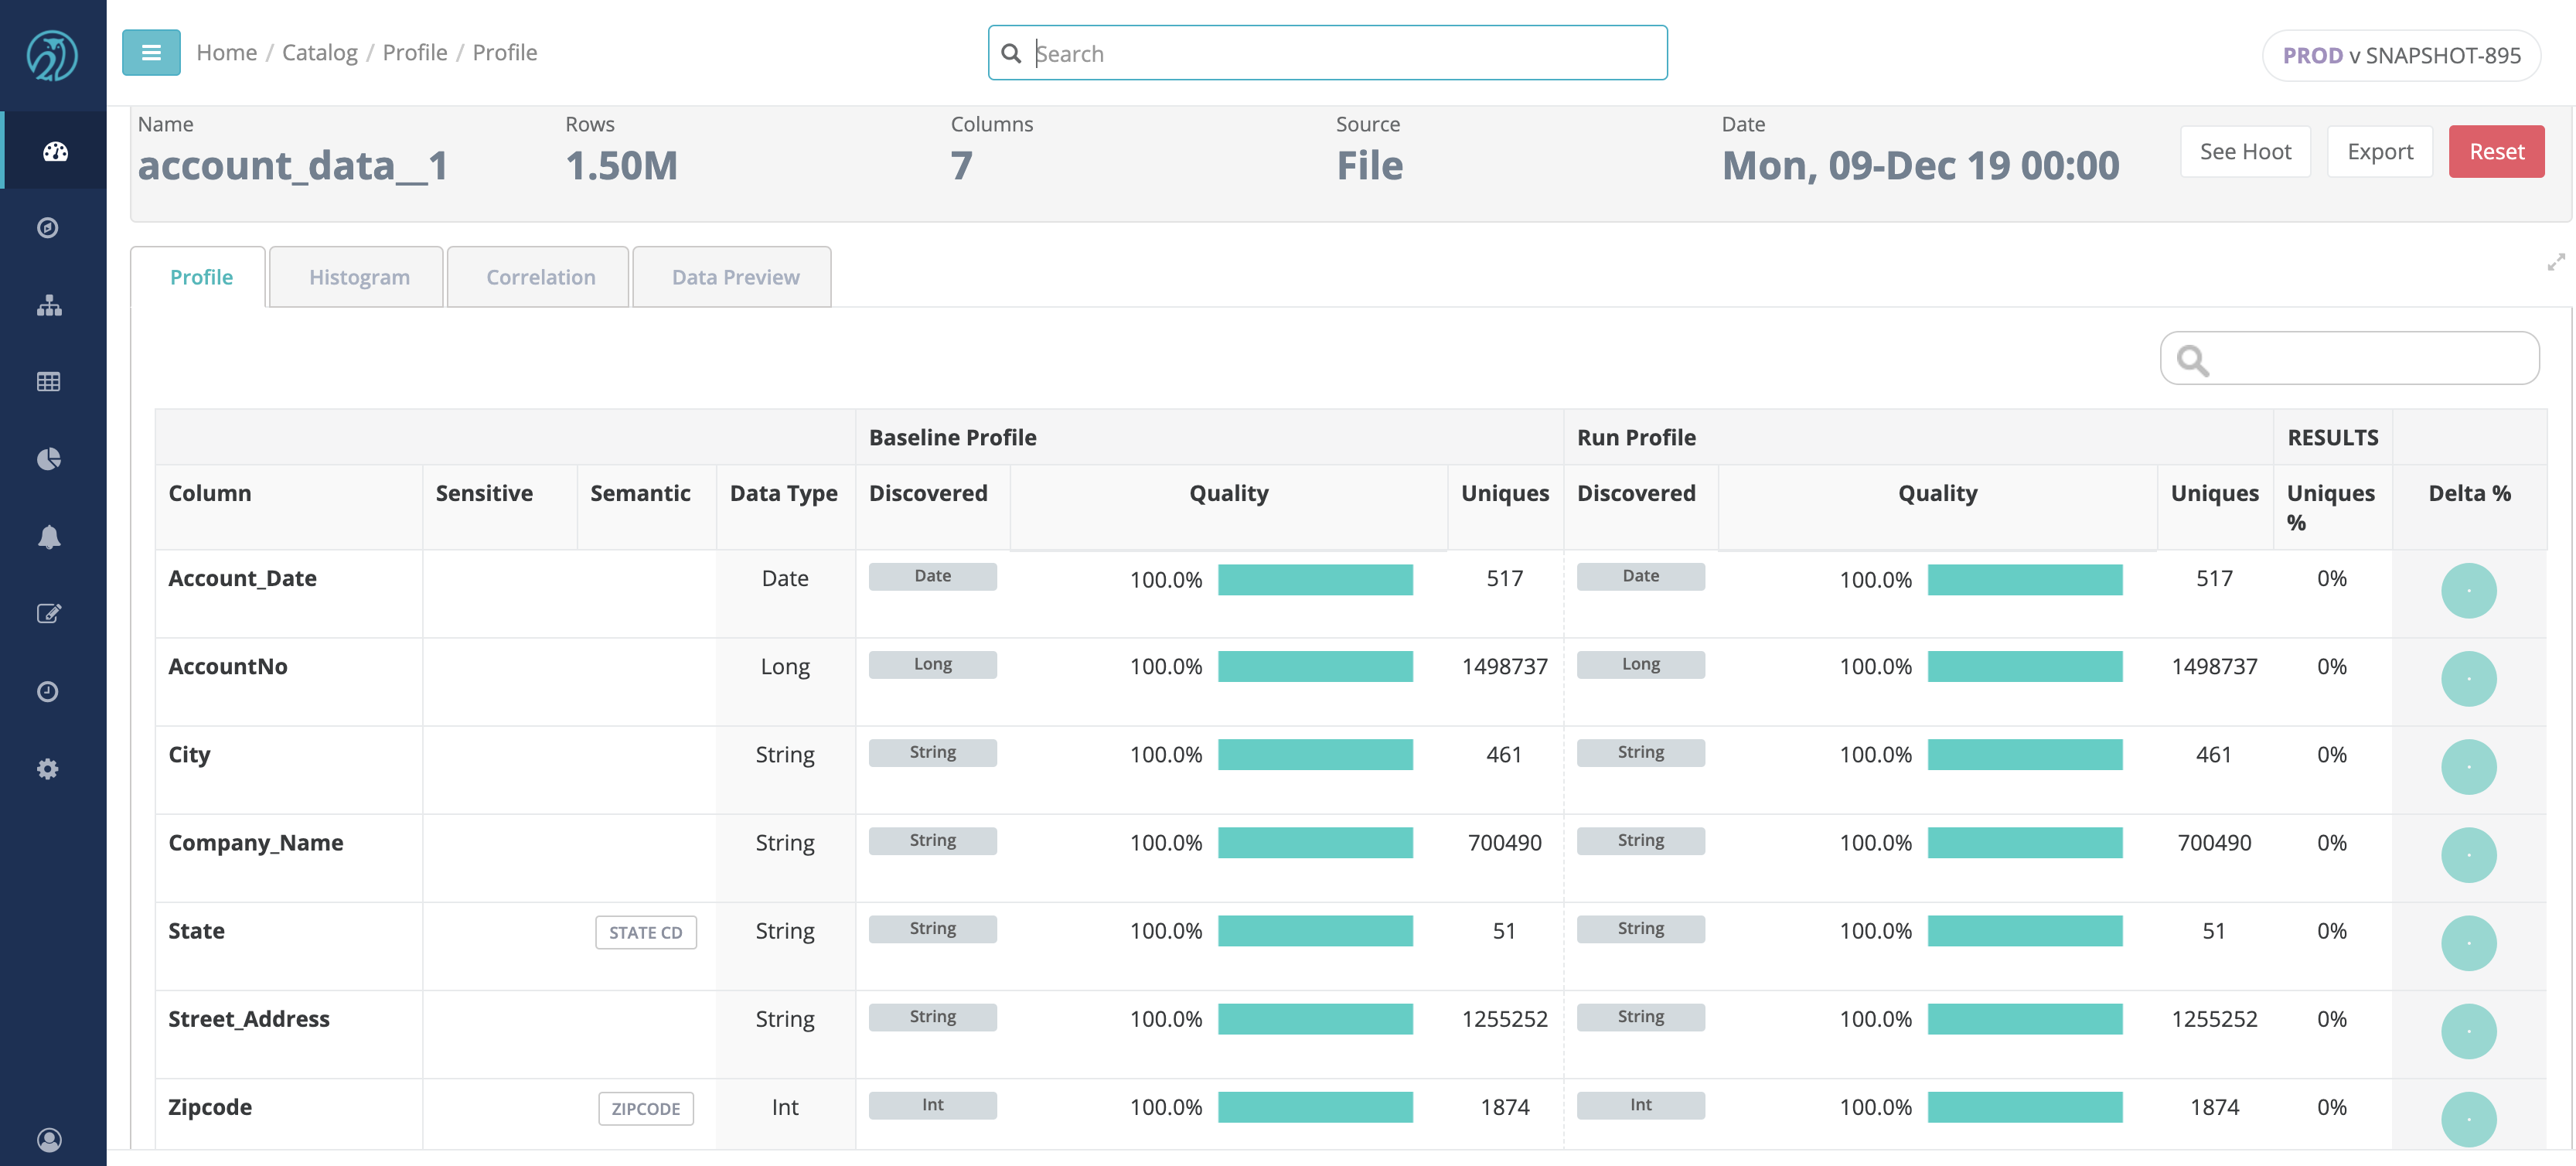 Home / Catalog / Profile / Profile
Search
PROD v SNAPSHOT-895
Name Rows Columns Source Date
account_data__1 1.50M 7 File Mon, 09-Dec 19 00:00
See Hoot Export Reset
Profile Histogram Correlation Data Preview
Baseline Profile Run Profile RESULTS
Column Sensitive Semantic Data Type Discovered Quality Uniques Discovered Quality Uniques Uniques % Delta %
Account_Date Date Date 100.0% 517 Date 100.0% 517 0%
AccountNo Long Long 100.0% 1498737 Long 100.0% 1498737 0%
City String String 100.0% 461 String 100.0% 461 0%
Company_Name String String 100.0% 700490 String 100.0% 700490 0%
State STATE CD String String 100.0% 51 String 100.0% 51 0%
Street_Address String String 100.0% 1255252 String 100.0% 1255252 0%
Zipcode ZIPCODE Int Int 100.0% 1874 Int 100.0% 1874 0%